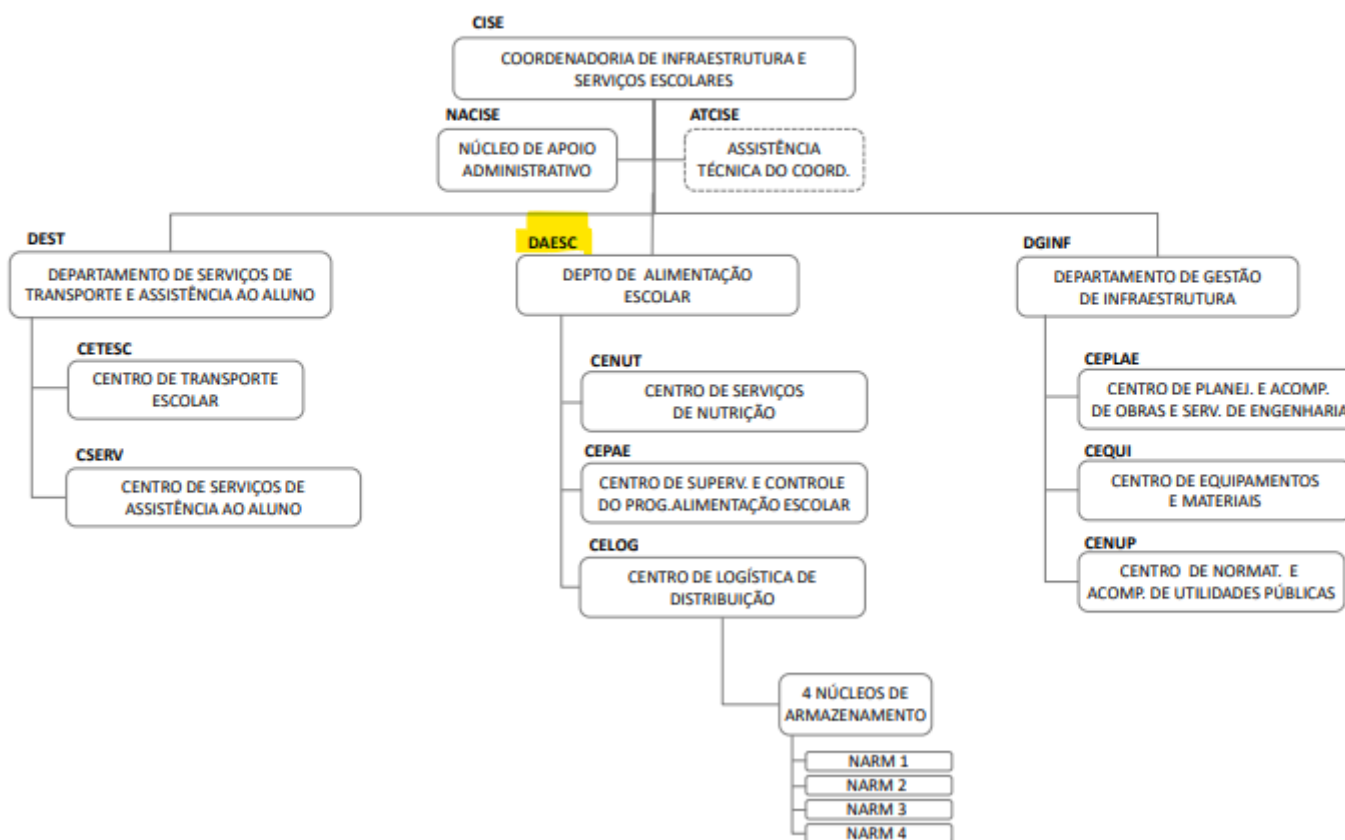 CISE
COORDENADORIA DE INFRAESTRUTURA E
SERVIÇOS ESCOLARES
NACISE
NÚCLEO DE APOIO
ADMINISTRATIVO
ATCISE
ASSISTÊNCIA
TÉCNICA DO COORD.
DEST
DEPARTAMENTO DE SERVIÇOS DE
TRANSPORTE E ASSISTÊNCIA AO ALUNO
CETESC
CENTRO DE TRANSPORTE
ESCOLAR
CSERV
CENTRO DE SERVIÇOS DE
ASSISTÊNCIA AO ALUNO
DAESC
DEPTO DE ALIMENTAÇÃO
ESCOLAR
CENUT
CENTRO DE SERVIÇOS
DE NUTRIÇÃO
CEPAE
CENTRO DE SUPERV. E CONTROLE
DO PROG.ALIMENTAÇÃO ESCOLAR
CELOG
CENTRO DE LOGÍSTICA DE
DISTRIBUIÇÃO
4 NÚCLEOS DE
ARMAZENAMENTO
NARM 1
NARM 2
NARM 3
NARM 4
DGINF
DEPARTAMENTO DE GESTÃO
DE INFRAESTRUTURA
CEPLAE
CENTRO DE PLANEJ. E ACOMP.
DE OBRAS E SERV. DE ENGENHARIA
CEQUI
CENTRO DE EQUIPAMENTOS
E MATERIAIS
CENUP
CENTRO DE NORMAT. E
ACOMP. DE UTILIDADES PÚBLICAS